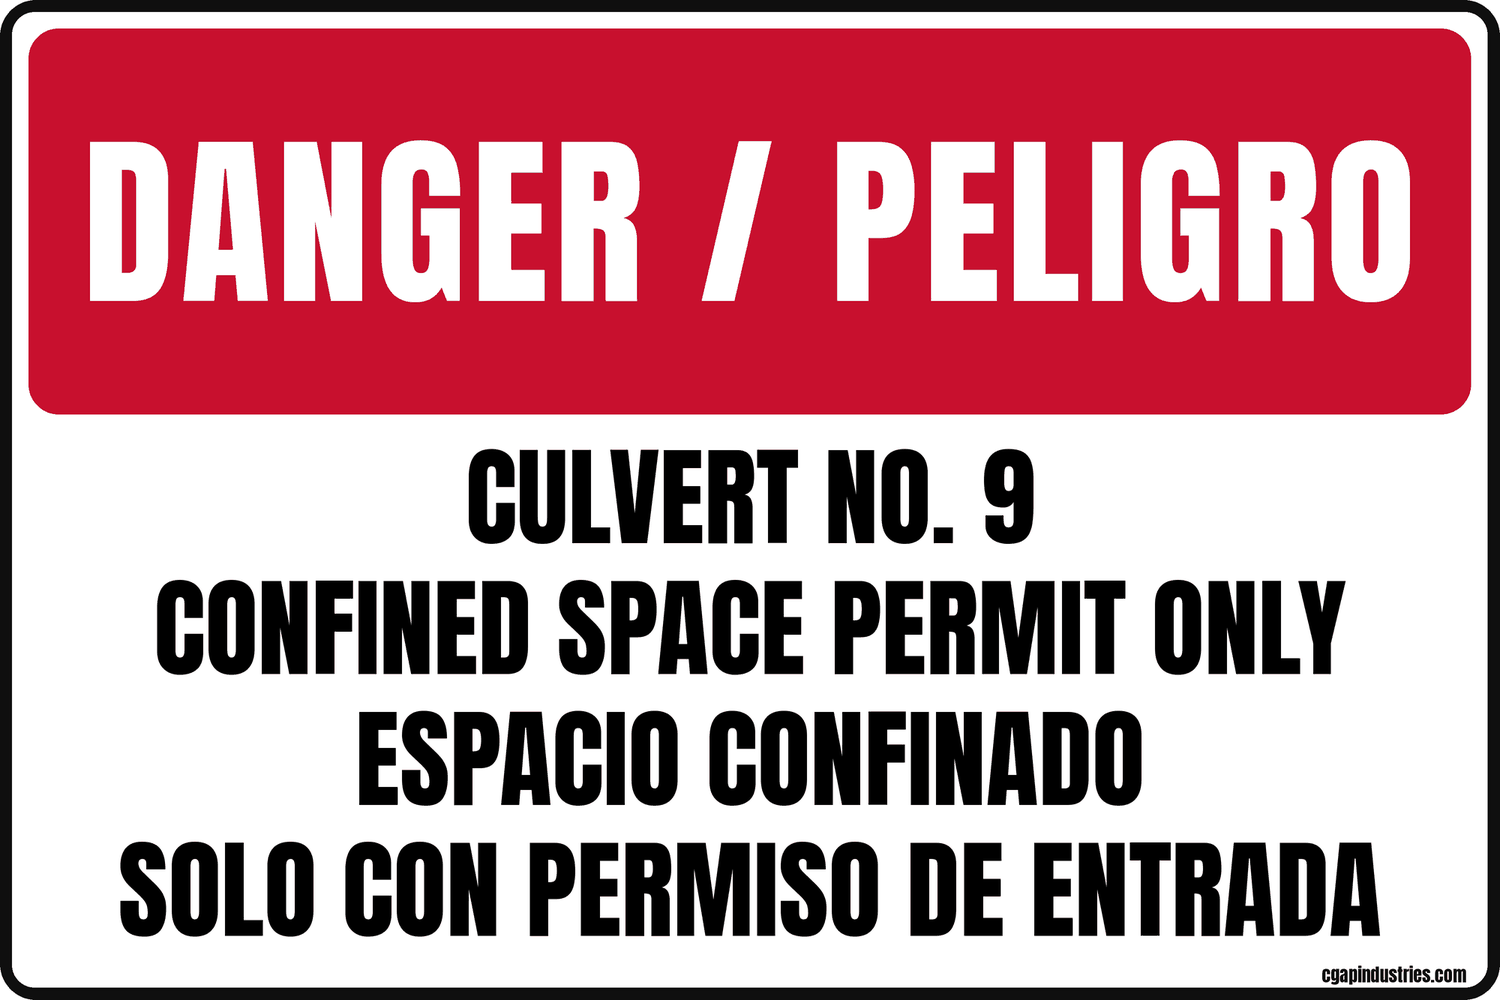 DANGER / PELIGRO
CULVERT NO. 9
CONFINED SPACE PERMIT ONLY
ESPACIO CONFINADO
SOLO CON PERMISO DE ENTRADA
cgapindustries.com